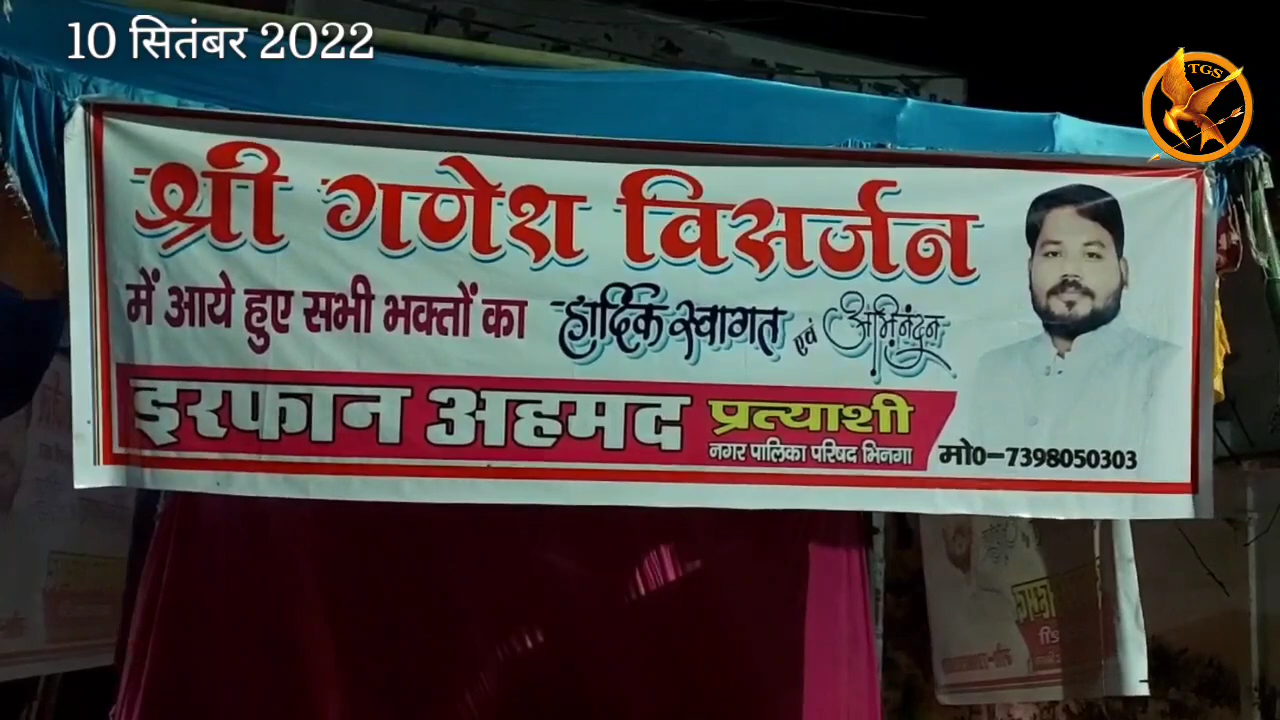 10 सितंबर 2022
TGS
श्री गणेश विसर्जन
में आये हुए सभी भक्तों का हार्दिक स्वागत एवं अभिनंदन
इरफान अहमद प्रत्याशी
नगर पालिका परिषद भिनगा
मो0-7398050303